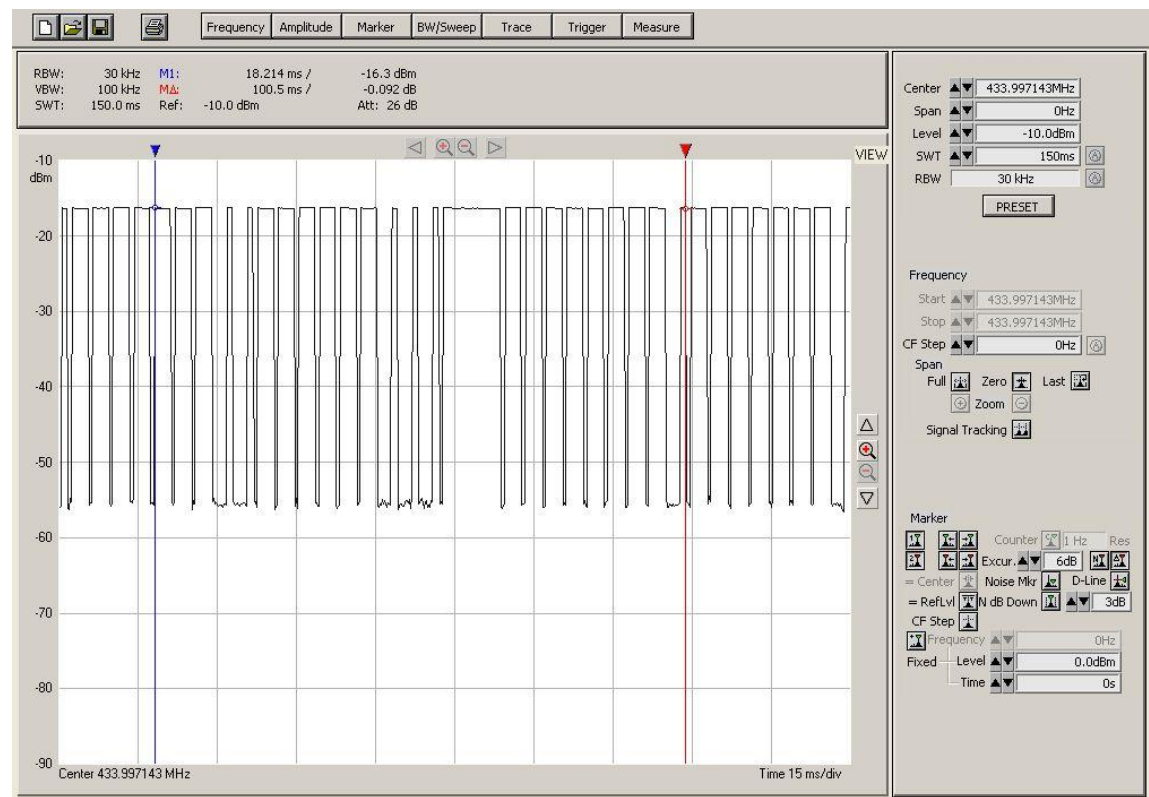 Frequency Amplitude Marker BW/Sweep Trace Trigger Measure
RBW: 30 kHz M1: 18.214 ms / -16.3 dBm
VBW: 100 kHz MΔ: 100.5 ms / -0.092 dB
SWT: 150.0 ms Ref: -10.0 dBm Att: 26 dB
VIEW
-10
dBm
-20
-30
-40
-50
-60
-70
-80
-90
Center 433.997143 MHz
Time 15 ms/div
Center 433.997143MHz
Span 0Hz
Level -10.0dBm
SWT 150ms
RBW 30 kHz
PRESET
Frequency
Start 433.997143MHz
Stop 433.997143MHz
CF Step 0Hz
Span
Full Zero Last
Zoom
Signal Tracking
Marker
Counter 1 Hz Res
Excur. 6dB
= Center Noise Mkr D-Line
= RefLvl N dB Down 3dB
CF Step
Frequency 0Hz
Fixed Level 0.0dBm
Time 0s